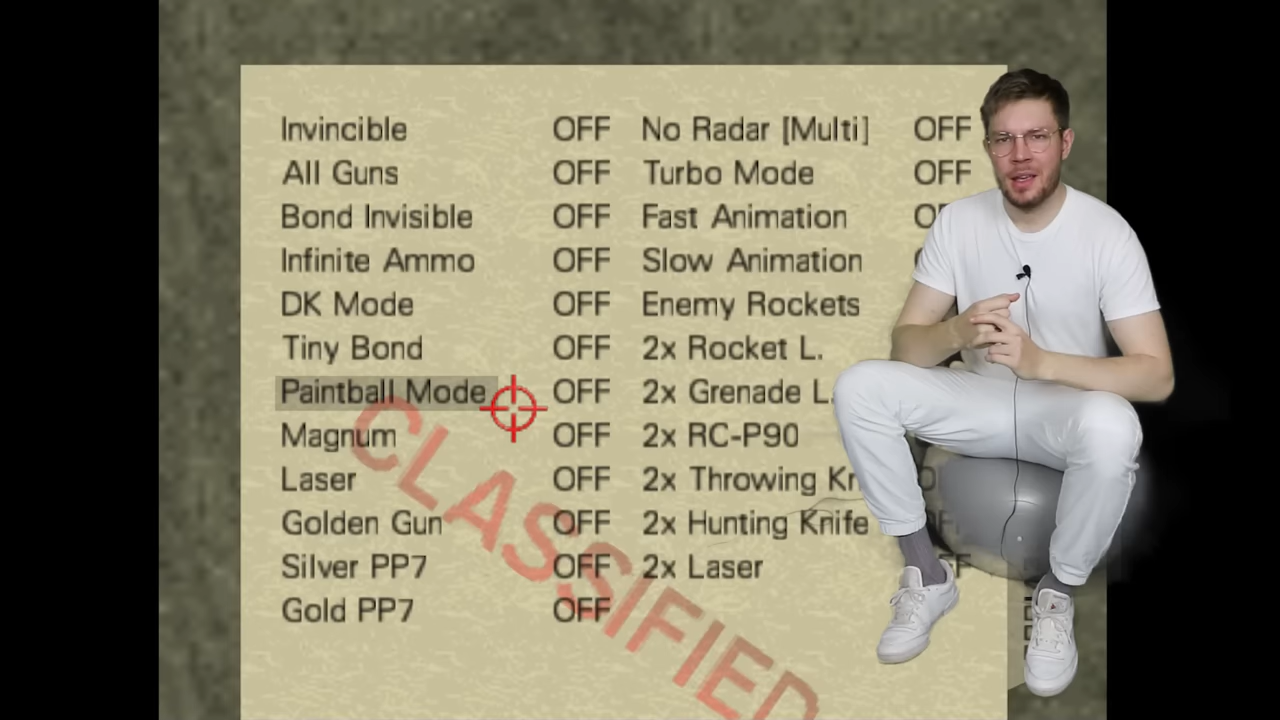 Invincible OFF No Radar [Multi] OFF
All Guns OFF Turbo Mode OFF
Bond Invisible OFF Fast Animation
Infinite Ammo OFF Slow Animation
DK Mode OFF Enemy Rockets
Tiny Bond OFF 2x Rocket L.
Paintball Mode OFF 2x Grenade L.
Magnum OFF 2x RC-P90
Laser OFF 2x Throwing
Golden Gun OFF 2x Hunting Knife
Silver PP7 OFF 2x Laser
Gold PP7 OFF
CLASSIFIED